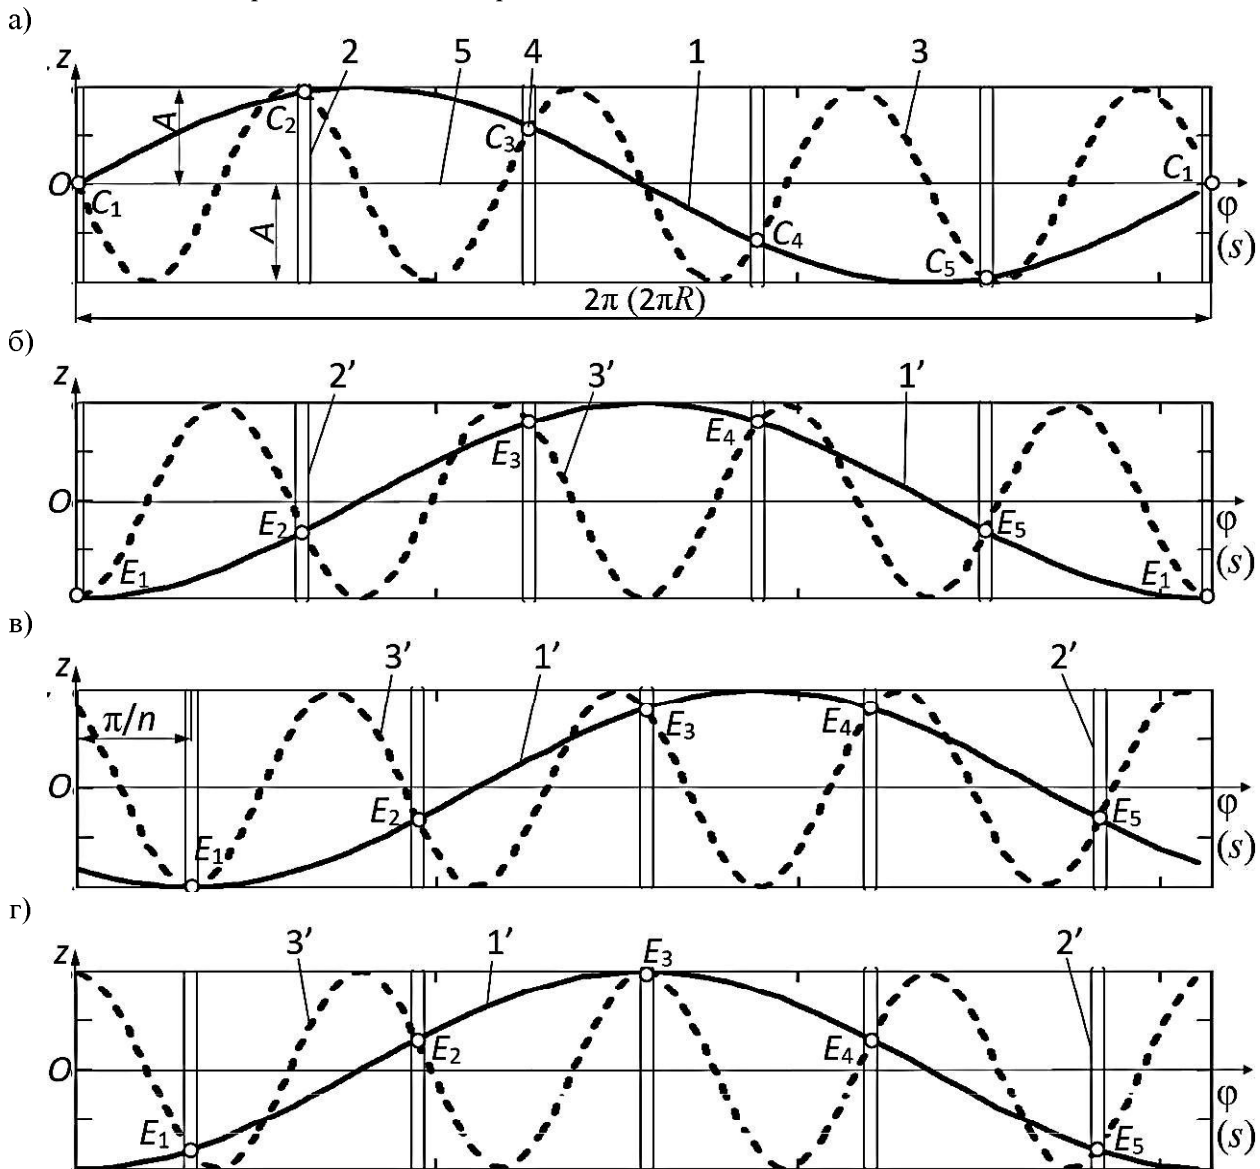 а)
z 2 5 4 1 3
A C₂ C₃ C₁
O C₁ A C₄ C₅ φ
(s)
2π (2πR)
б)
z 2’ 3’ 1’
E₃ E₄
O E₂ E₅ φ
E₁ E₁ (s)
в)
z 3’ 1’ 2’
π/n E₃ E₄
O E₂ E₅ φ
E₁ (s)
г)
z 3’ 1’ E₃ 2’
E₂ E₄
O φ
E₁ E₅ (s)